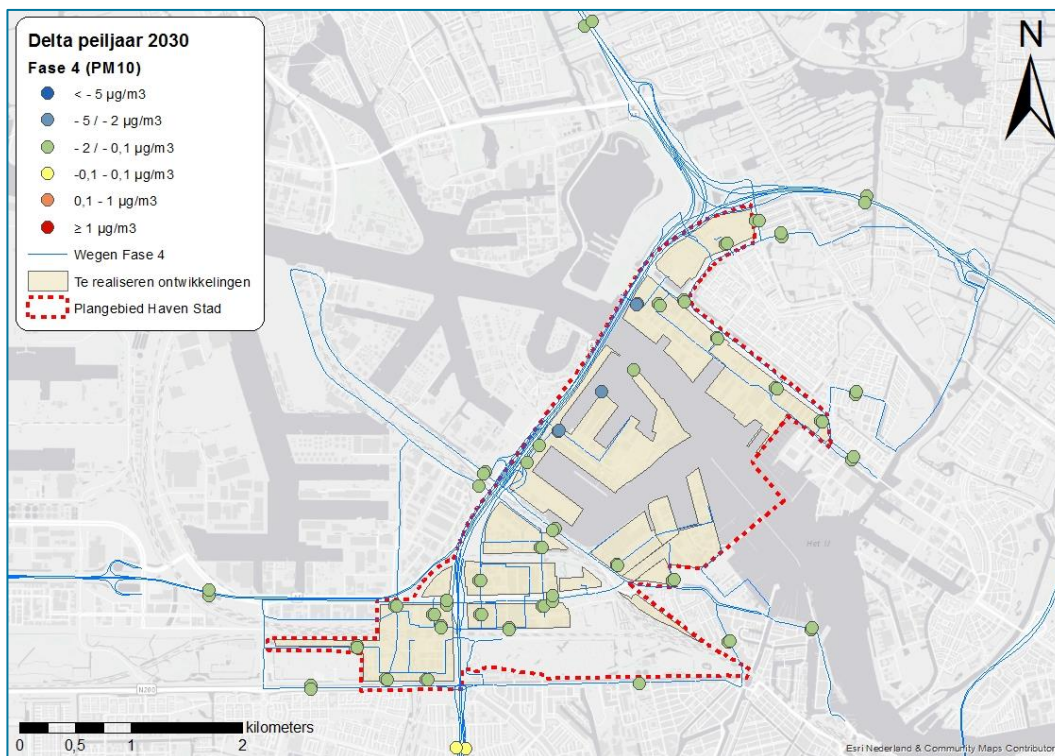 Delta peiljaar 2030
Fase 4 (PM10)
< - 5 µg/m3
- 5 / - 2 µg/m3
- 2 / - 0,1 µg/m3
-0,1 - 0,1 µg/m3
0,1 - 1 µg/m3
≥ 1 µg/m3
Wegen Fase 4
Te realiseren ontwikkelingen
Plangebied Haven Stad
N
Het IJ
N200
kilometers
0 0,5 1 2
Esri Nederland & Community Maps Contributor